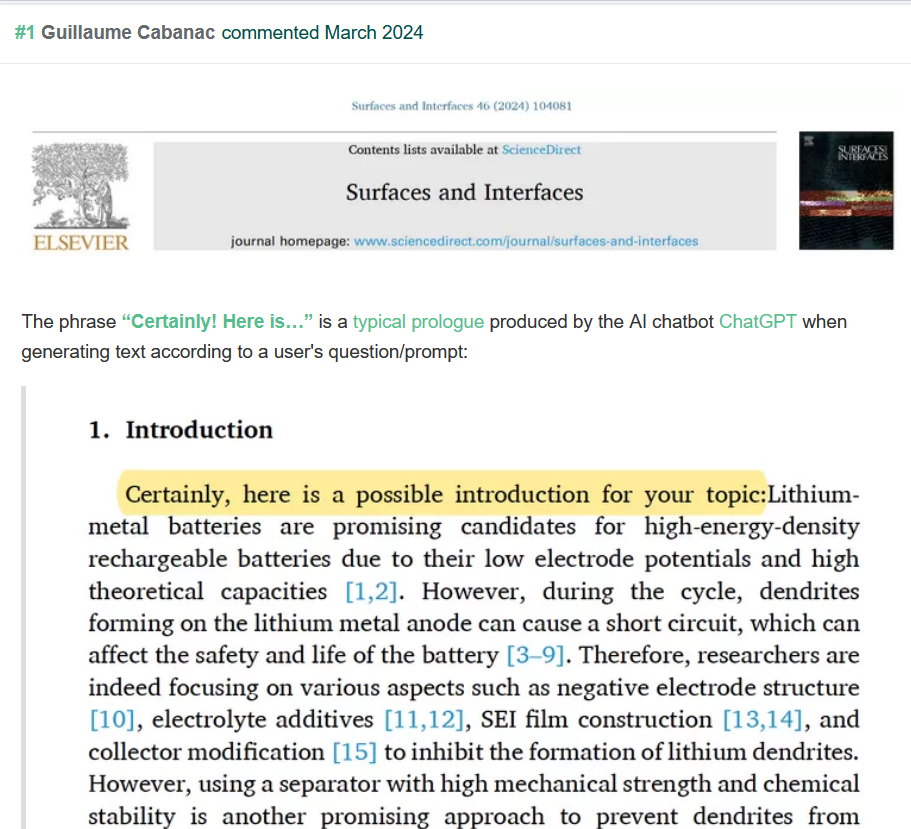 #1 Guillaume Cabanac commented March 2024
Surfaces and Interfaces 46 (2024) 104081
Contents lists available at ScienceDirect
Surfaces and Interfaces
journal homepage: www.sciencedirect.com/journal/surfaces-and-interfaces
ELSEVIER
SURFACES
INTERFACES
The phrase “Certainly! Here is…” is a typical prologue produced by the AI chatbot ChatGPT when
generating text according to a user's question/prompt:
1. Introduction
Certainly, here is a possible introduction for your topic:Lithium-
metal batteries are promising candidates for high-energy-density
rechargeable batteries due to their low electrode potentials and high
theoretical capacities [1,2]. However, during the cycle, dendrites
forming on the lithium metal anode can cause a short circuit, which can
affect the safety and life of the battery [3–9]. Therefore, researchers are
indeed focusing on various aspects such as negative electrode structure
[10], electrolyte additives [11,12], SEI film construction [13,14], and
collector modification [15] to inhibit the formation of lithium dendrites.
However, using a separator with high mechanical strength and chemical
stability is another promising approach to prevent dendrites from